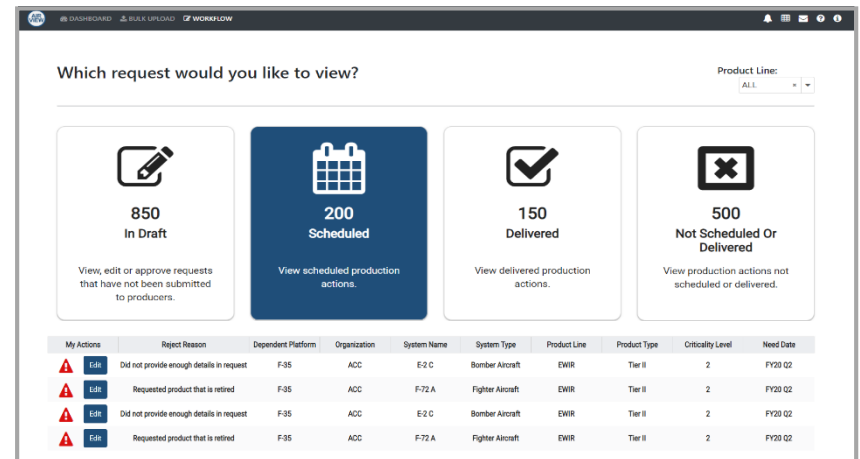 AIR VIEW DASHBOARD BULK UPLOAD WORKFLOW
Which request would you like to view?
Product Line:
ALL
850
In Draft
View, edit or approve requests
that have not been submitted
to producers.
200
Scheduled
View scheduled production
actions.
150
Delivered
View delivered production
actions.
500
Not Scheduled Or
Delivered
View production actions not
scheduled or delivered.
My Actions Reject Reason Dependent Platform Organization System Name System Type Product Line Product Type Criticality Level Need Date
Edit Did not provide enough details in request F-35 ACC E-2 C Bomber Aircraft EWIR Tier II 2 FY20 Q2
Edit Requested product that is retired F-35 ACC F-72 A Fighter Aircraft EWIR Tier II 2 FY20 Q2
Edit Did not provide enough details in request F-35 ACC E-2 C Bomber Aircraft EWIR Tier II 2 FY20 Q2
Edit Requested product that is retired F-35 ACC F-72 A Fighter Aircraft EWIR Tier II 2 FY20 Q2